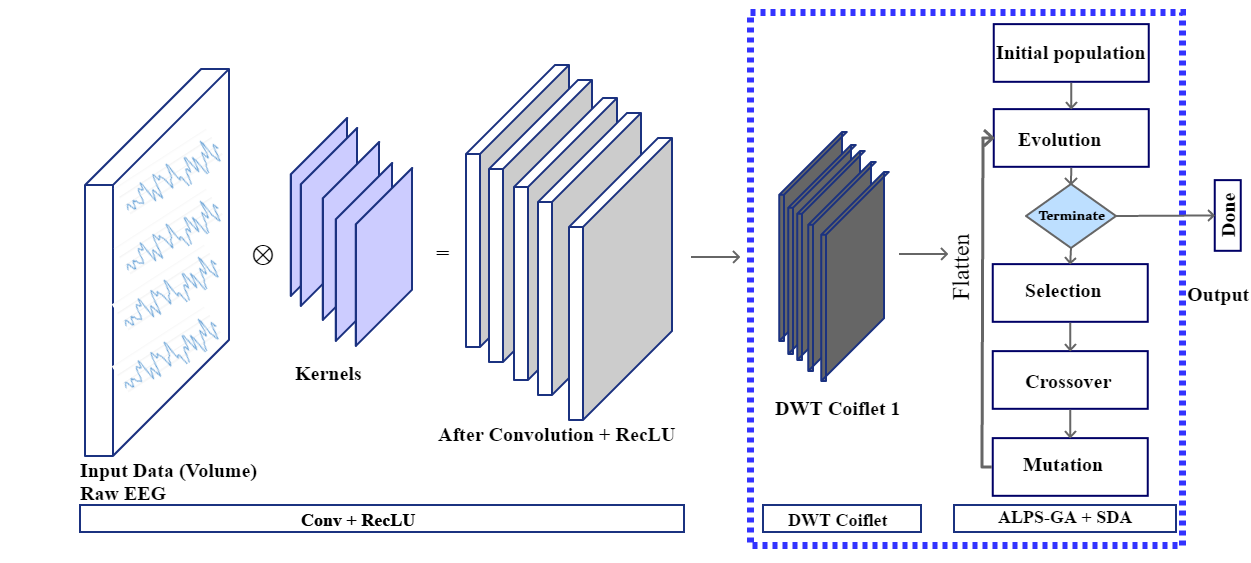 Input Data (Volume)
Raw EEG
⊗
Kernels
=
After Convolution + RecLU
Conv + RecLU
DWT Coiflet 1
DWT Coiflet
Flatten
Initial population
Evolution
Terminate
Selection
Crossover
Mutation
ALPS-GA + SDA
Done
Output